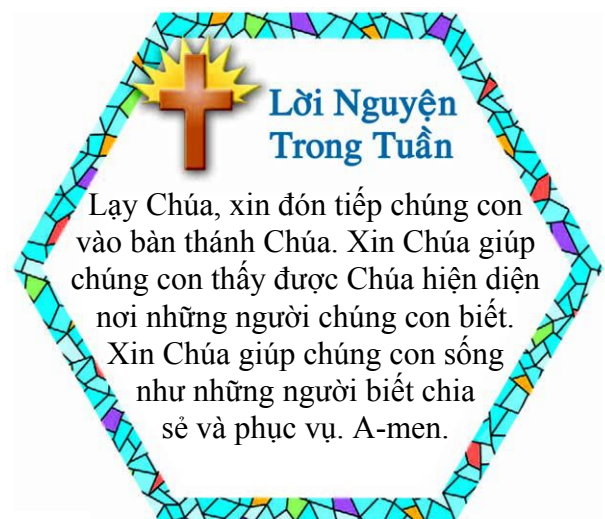 Lời Nguyện
Trong Tuần
Lạy Chúa, xin đón tiếp chúng con
vào bàn thánh Chúa. Xin Chúa giúp
chúng con thấy được Chúa hiện diện
nơi những người chúng con biết.
Xin Chúa giúp chúng con sống
như những người biết chia
sẻ và phục vụ. A-men.